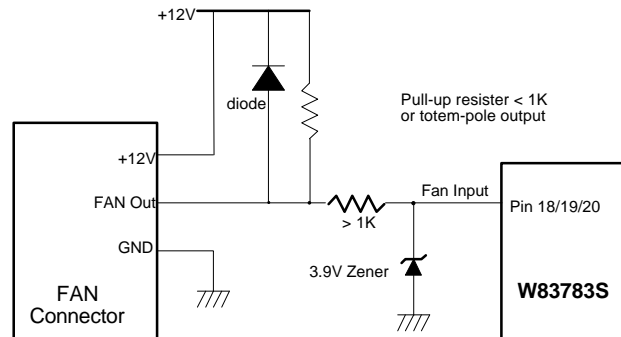 +12V
diode
Pull-up resister < 1K
or totem-pole output
+12V
FAN Out
Fan Input
Pin 18/19/20
> 1K
GND
3.9V Zener
W83783S
FAN
Connector